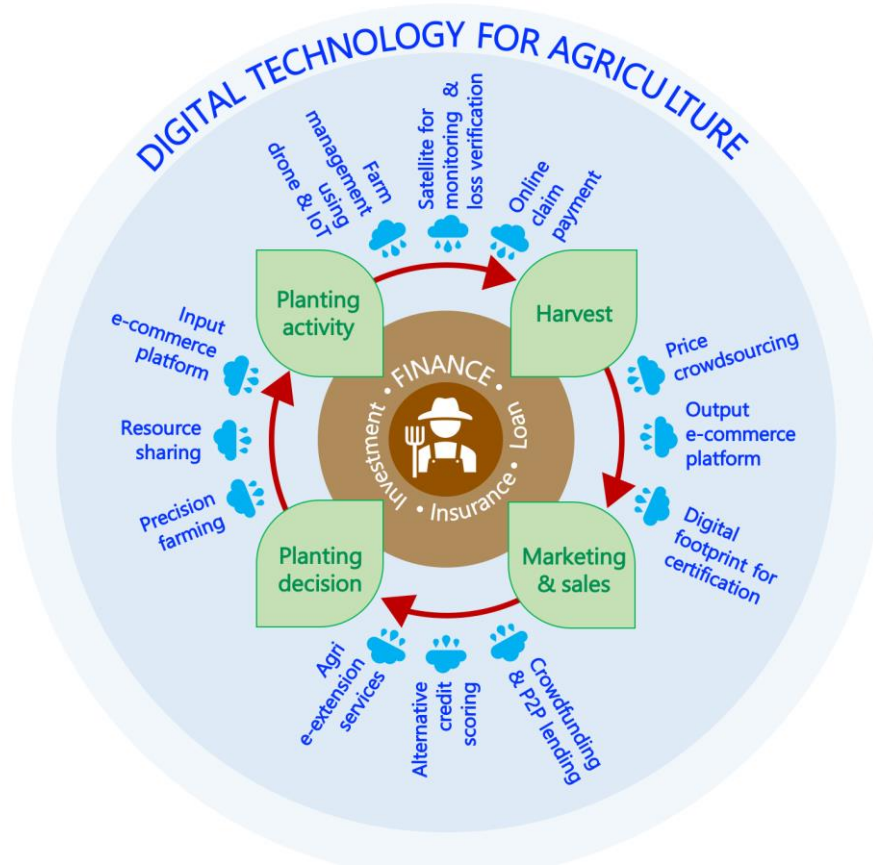 DIGITAL TECHNOLOGY FOR AGRICULTURE
Farm
management
using
drone & IoT
Satellite for
monitoring &
loss verification
Online
claim
payment
Planting
activity
Harvest
Input
e-commerce
platform
Resource
sharing
Precision
farming
Price
crowdsourcing
Output
e-commerce
platform
Digital
footprint for
certification
• FINANCE •
Loan
• Insurance •
Investment
Planting
decision
Marketing
& sales
Agri
e-extension
services
Alternative
credit
scoring
Crowdfunding
& P2P lending